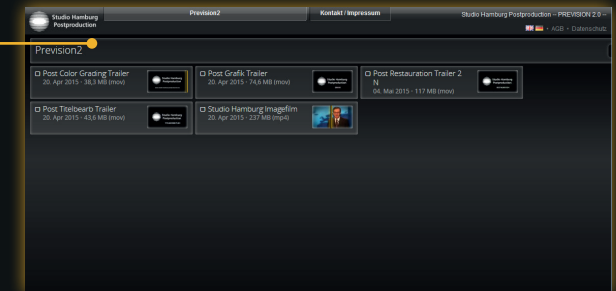 Studio Hamburg
Postproduction
Prevision2
Kontakt / Impressum
Studio Hamburg Postproduction – PREVISION 2.0 –
• AGB • Datenschutz
Prevision2
Post Color Grading Trailer
20. Apr 2015 - 38,3 MB (mov)
Post Grafik Trailer
20. Apr 2015 - 74,6 MB (mov)
Post Restauration Trailer 2
N
04. Mai 2015 - 117 MB (mov)
Post Titelbearb Trailer
20. Apr 2015 - 43,6 MB (mov)
Studio Hamburg Imagefilm
20. Apr 2015 - 237 MB (mp4)